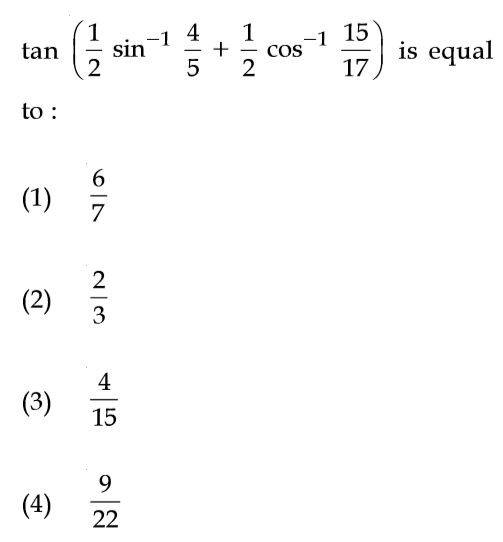 tan (1/2 sin⁻¹ 4/5 + 1/2 cos⁻¹ 15/17) is equal
to :
(1) 6/7
(2) 2/3
(3) 4/15
(4) 9/22